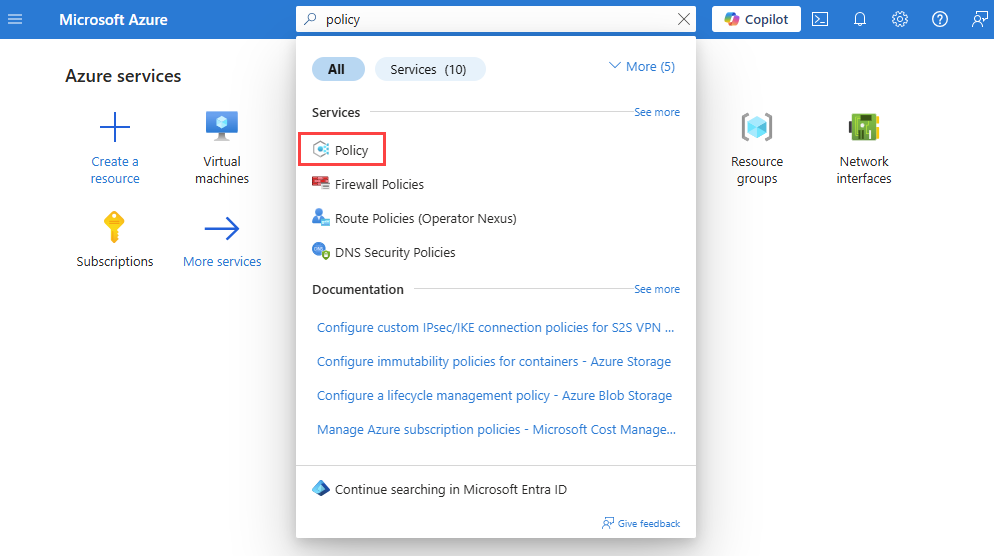 Microsoft Azure
policy
Copilot
Azure services
Create a
resource
Virtual
machines
Resource
groups
Network
interfaces
Subscriptions
More services
All
Services (10)
More (5)
Services
See more
Policy
Firewall Policies
Route Policies (Operator Nexus)
DNS Security Policies
Documentation
See more
Configure custom IPsec/IKE connection policies for S2S VPN ...
Configure immutability policies for containers - Azure Storage
Configure a lifecycle management policy - Azure Blob Storage
Manage Azure subscription policies - Microsoft Cost Manage...
Continue searching in Microsoft Entra ID
Give feedback